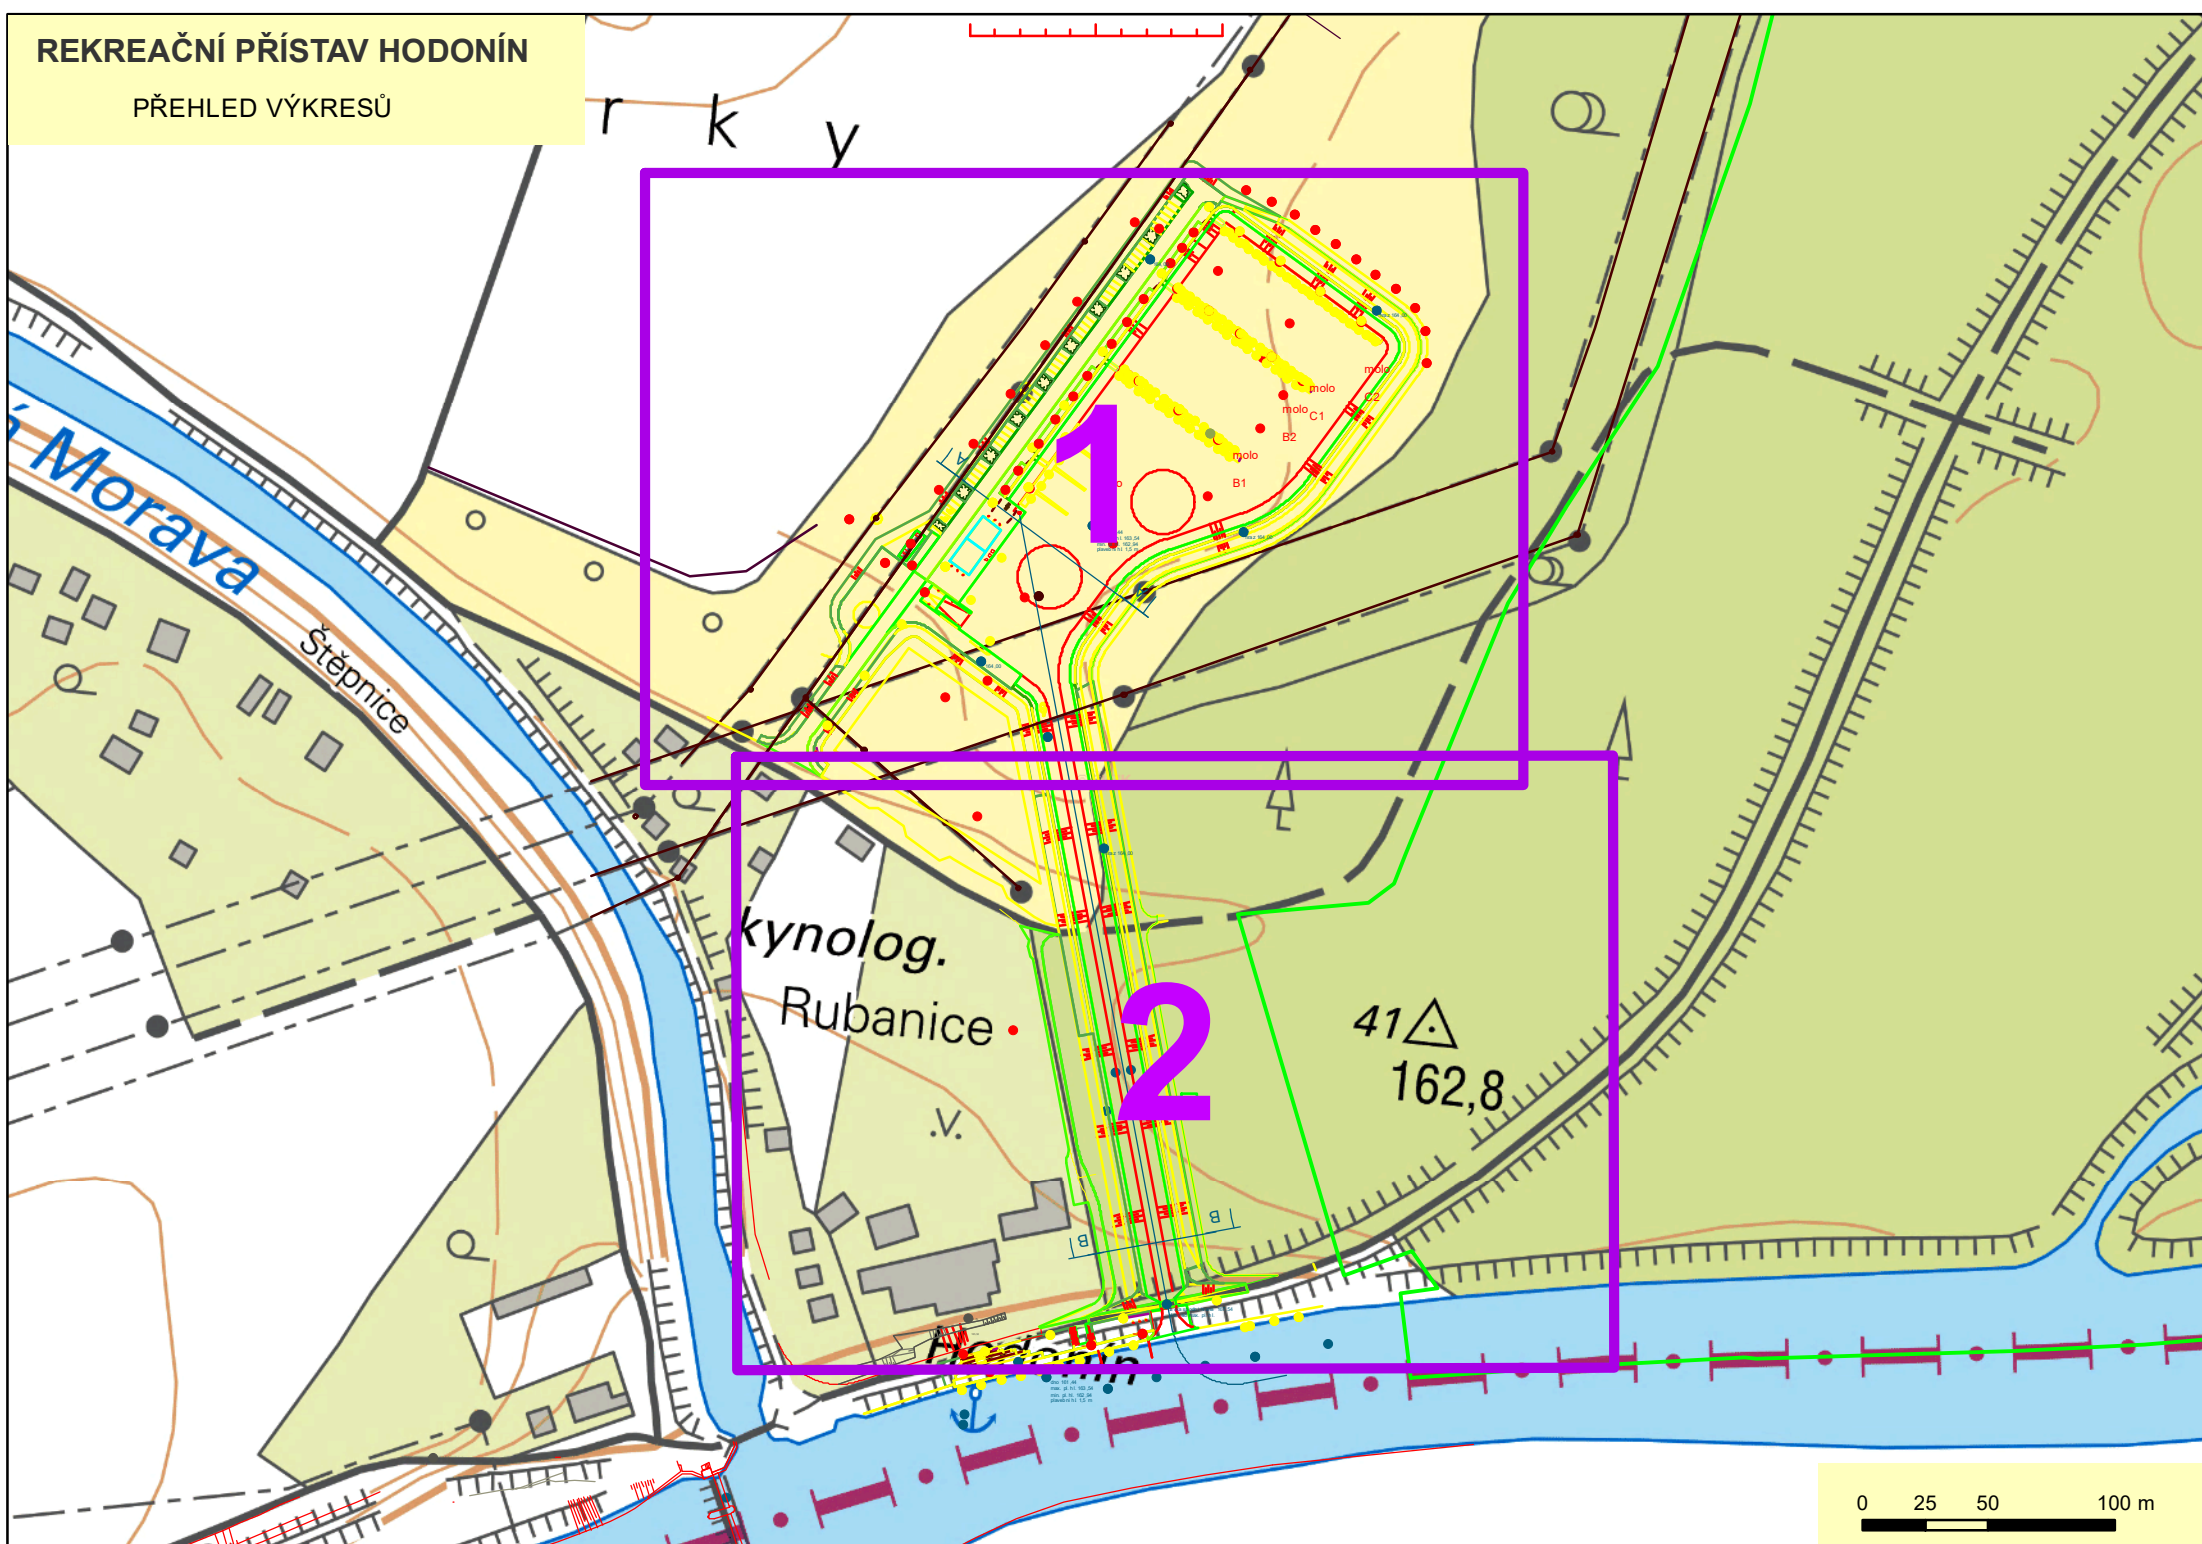 REKREAČNÍ PŘÍSTAV HODONÍN
PŘEHLED VÝKRESŮ
r k y
Morava
Štěpnice
1
molo
molo
C2
molo C1
B2
molo
B1
A
kynolog.
Rubanice
2
41
162,8
.v.
B
B
Hodonín
0 25 50 100 m